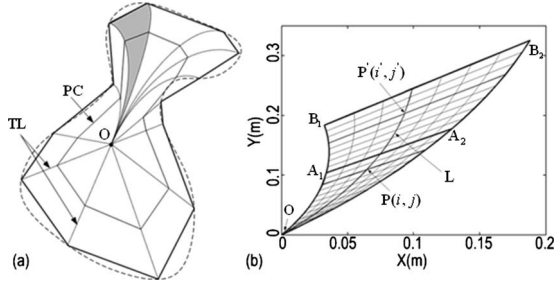 PC
TL
O
(a)
Y(m)
0.3
0.2
0.1
0
B₂
P'(i',j')
B₁
A₂
A₁
L
P(i,j)
O
0
0.05
0.1
0.15
0.2
X(m)
(b)